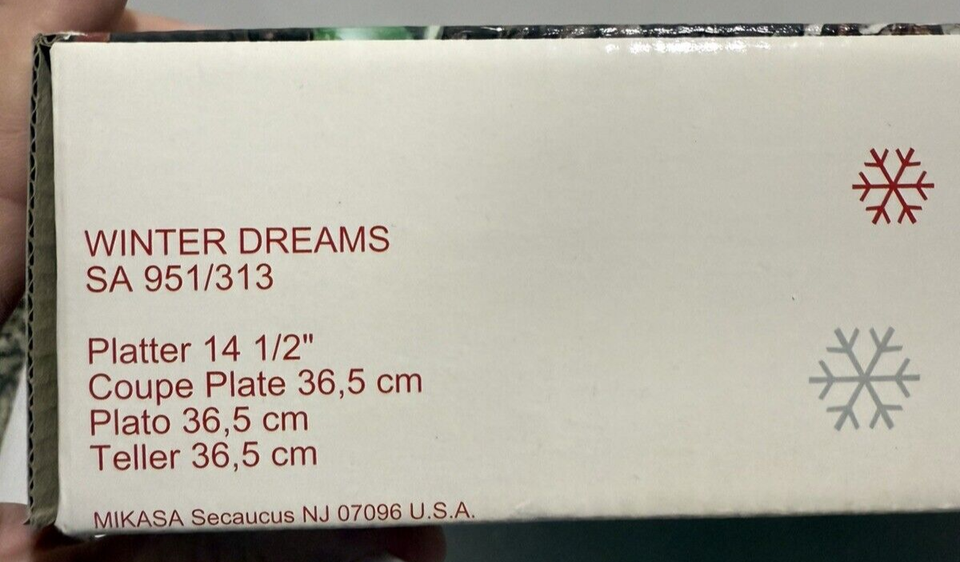 WINTER DREAMS
SA 951/313
Platter 14 1/2"
Coupe Plate 36,5 cm
Plato 36,5 cm
Teller 36,5 cm
MIKASA Secaucus NJ 07096 U.S.A.